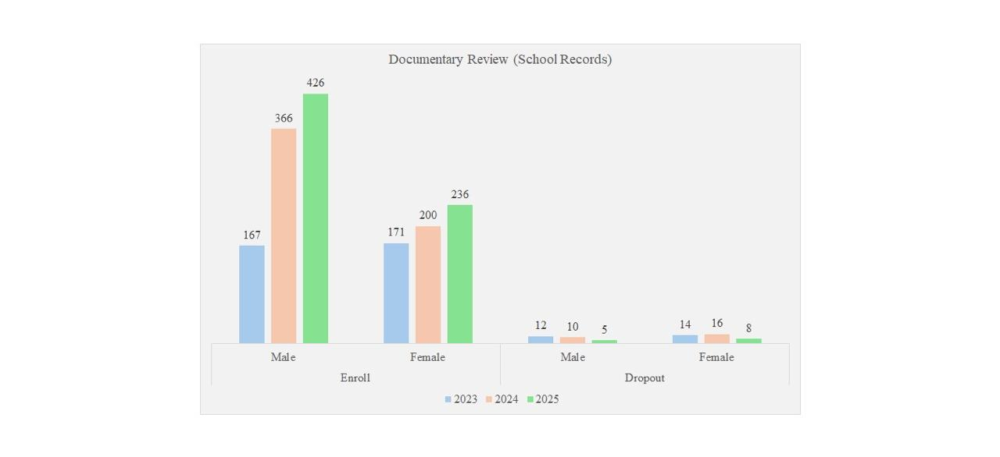 Documentary Review (School Records)
426
366
236
200
167
171
12
10
5
14
16
8
Male
Female
Male
Female
Enroll
Dropout
2023
2024
2025